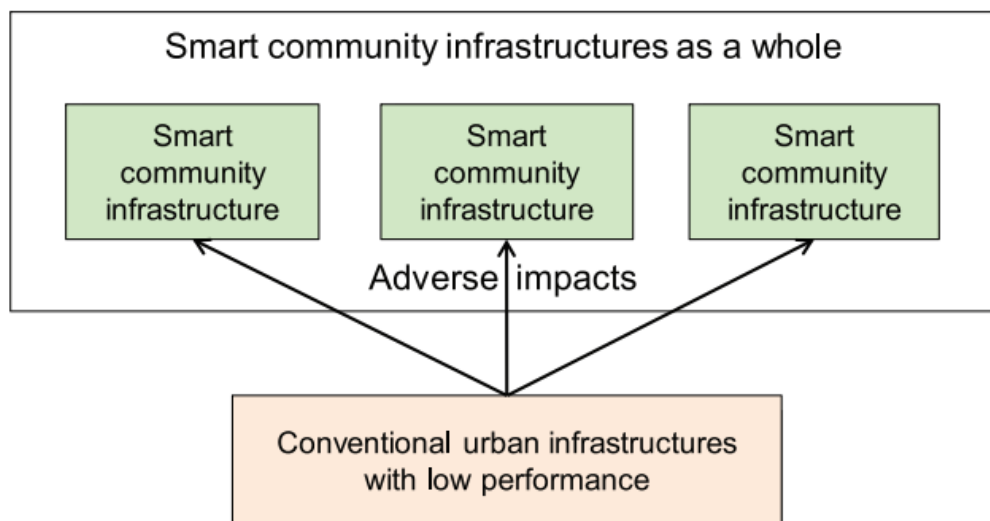 Smart community infrastructures as a whole
Smart
community
infrastructure
Smart
community
infrastructure
Smart
community
infrastructure
Adverse impacts
Conventional urban infrastructures
with low performance